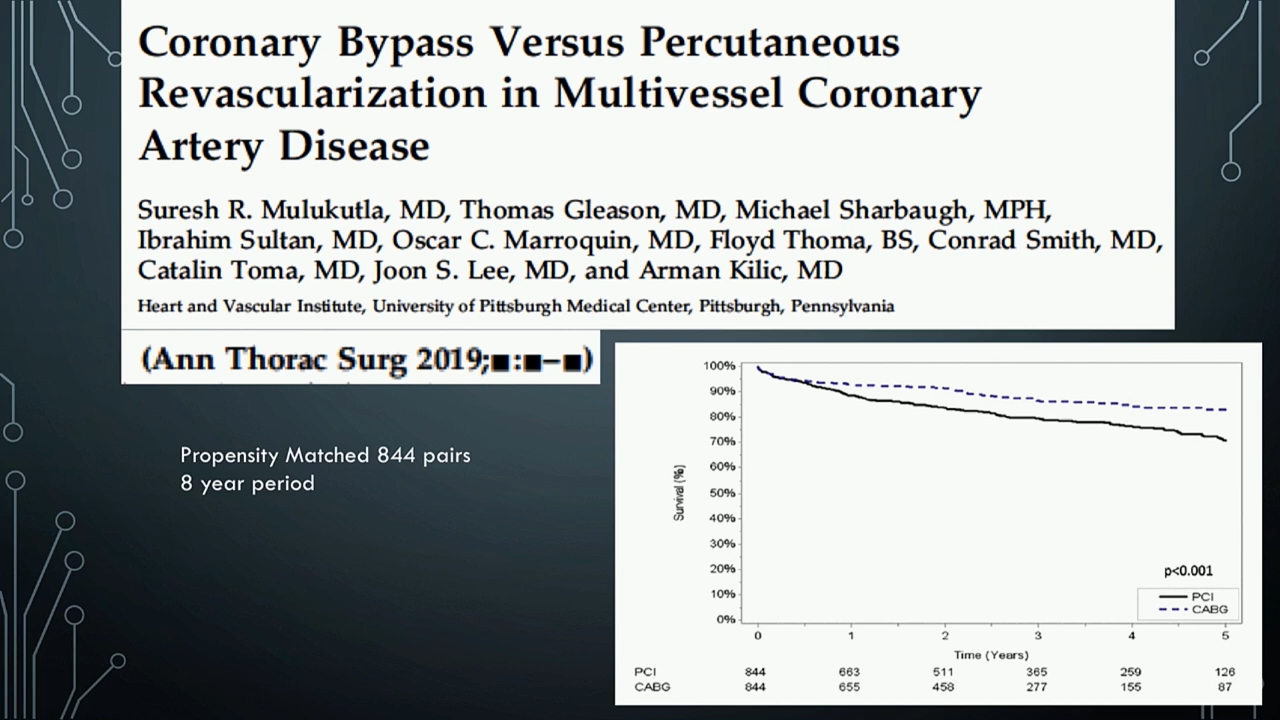 Coronary Bypass Versus Percutaneous
Revascularization in Multivessel Coronary
Artery Disease
Suresh R. Mulukutla, MD, Thomas Gleason, MD, Michael Sharbaugh, MPH,
Ibrahim Sultan, MD, Oscar C. Marroquin, MD, Floyd Thoma, BS, Conrad Smith, MD,
Catalin Toma, MD, Joon S. Lee, MD, and Arman Kilic, MD
Heart and Vascular Institute, University of Pittsburgh Medical Center, Pittsburgh, Pennsylvania
(Ann Thorac Surg 2019;■:■–■)
Propensity Matched 844 pairs
8 year period
Survival (%)
100%
90%
80%
70%
60%
50%
40%
30%
20%
10%
0%
p<0.001
PCI
CABG
0 1 2 3 4 5
Time (Years)
PCI 844 663 511 365 259 126
CABG 844 655 458 277 155 87